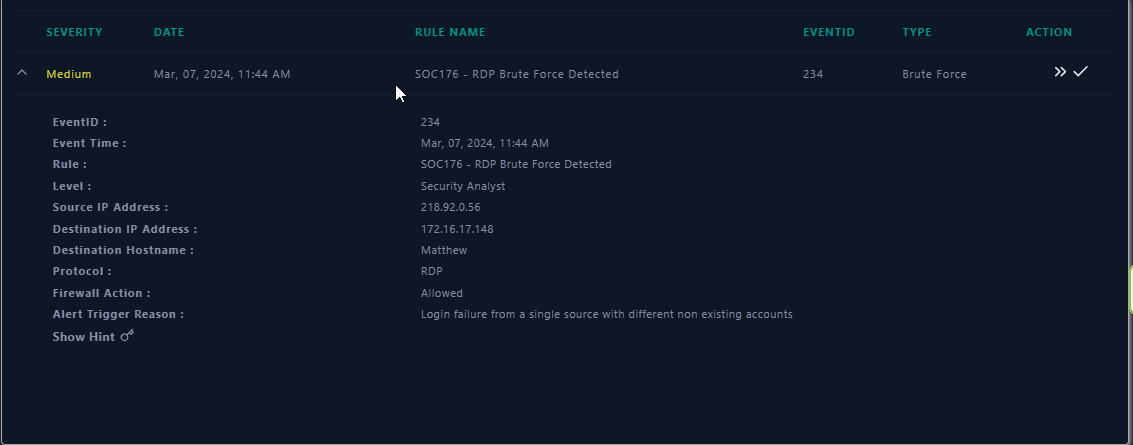 SEVERITY DATE RULE NAME EVENTID TYPE ACTION
Medium Mar, 07, 2024, 11:44 AM SOC176 - RDP Brute Force Detected 234 Brute Force
EventID : 234
Event Time : Mar, 07, 2024, 11:44 AM
Rule : SOC176 - RDP Brute Force Detected
Level : Security Analyst
Source IP Address : 218.92.0.56
Destination IP Address : 172.16.17.148
Destination Hostname : Matthew
Protocol : RDP
Firewall Action : Allowed
Alert Trigger Reason : Login failure from a single source with different non existing accounts
Show Hint